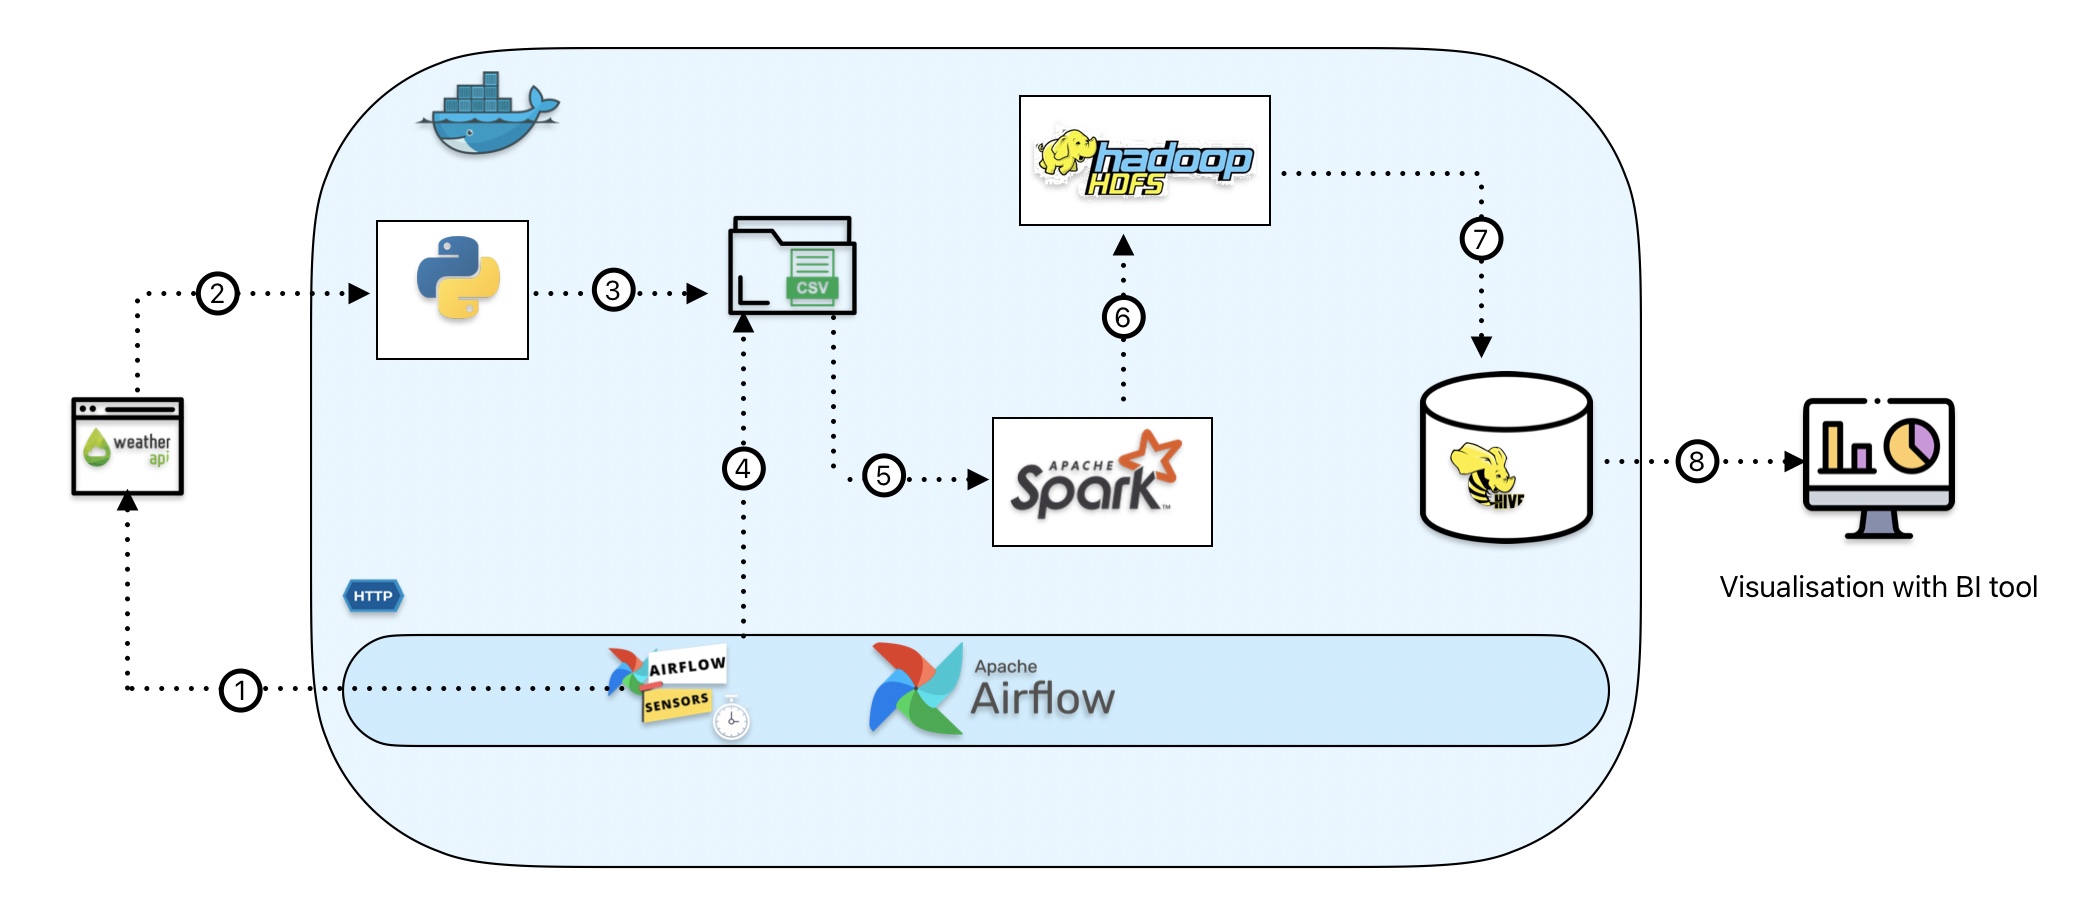 hadoop
HDFS
7
2
3
CSV
6
weather
api
4
5
APACHE
Spark™
HIVE
8
Visualisation with BI tool
HTTP
1
AIRFLOW
SENSORS
Apache
Airflow